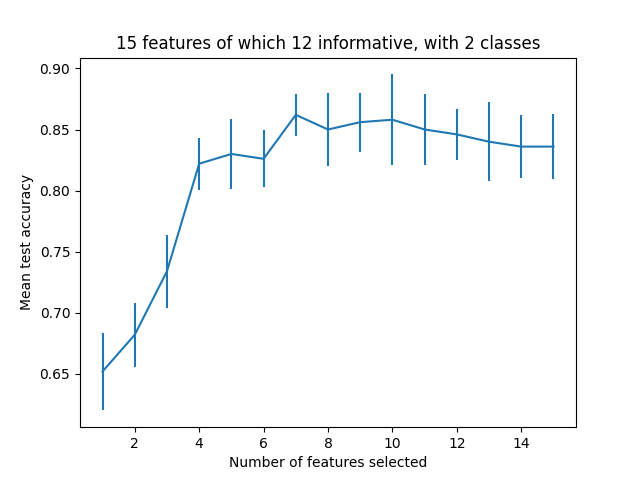 15 features of which 12 informative, with 2 classes
0.90
0.85
0.80
0.75
0.70
0.65
Mean test accuracy
2 4 6 8 10 12 14
Number of features selected